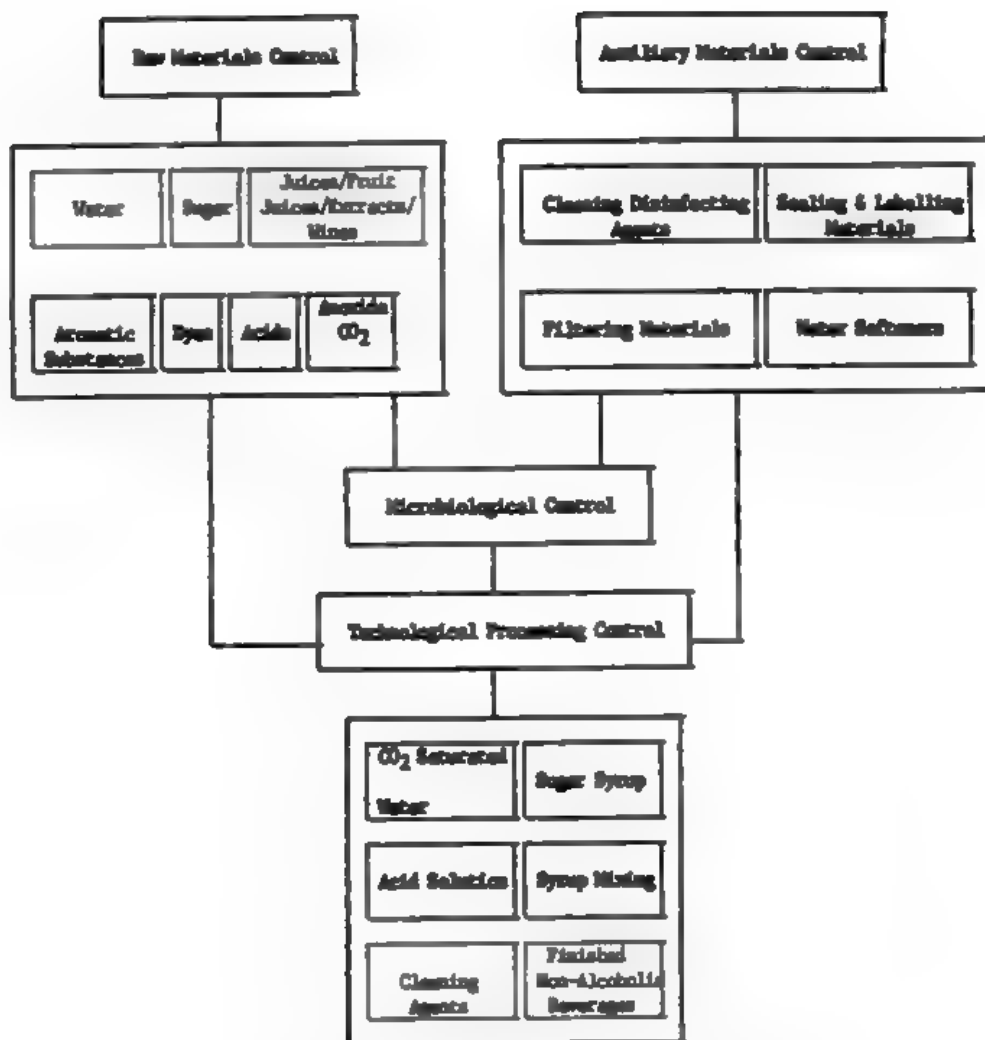 Raw Materials Control
Auxiliary Materials Control
Water
Sugar
Juices/Fruit
Juices/Extracts/
Wines
Cleaning Disinfecting
Agents
Sealing & Labelling
Materials
Aromatic
Substances
Dyes
Acids
CO₂
Filtering Materials
Water Softeners
Microbiological Control
Technological Processing Control
CO₂ Saturated
Water
Sugar Syrup
Acid Solution
Syrup Mixing
Cleaning
Agents
Finished
Non-Alcoholic
Beverages